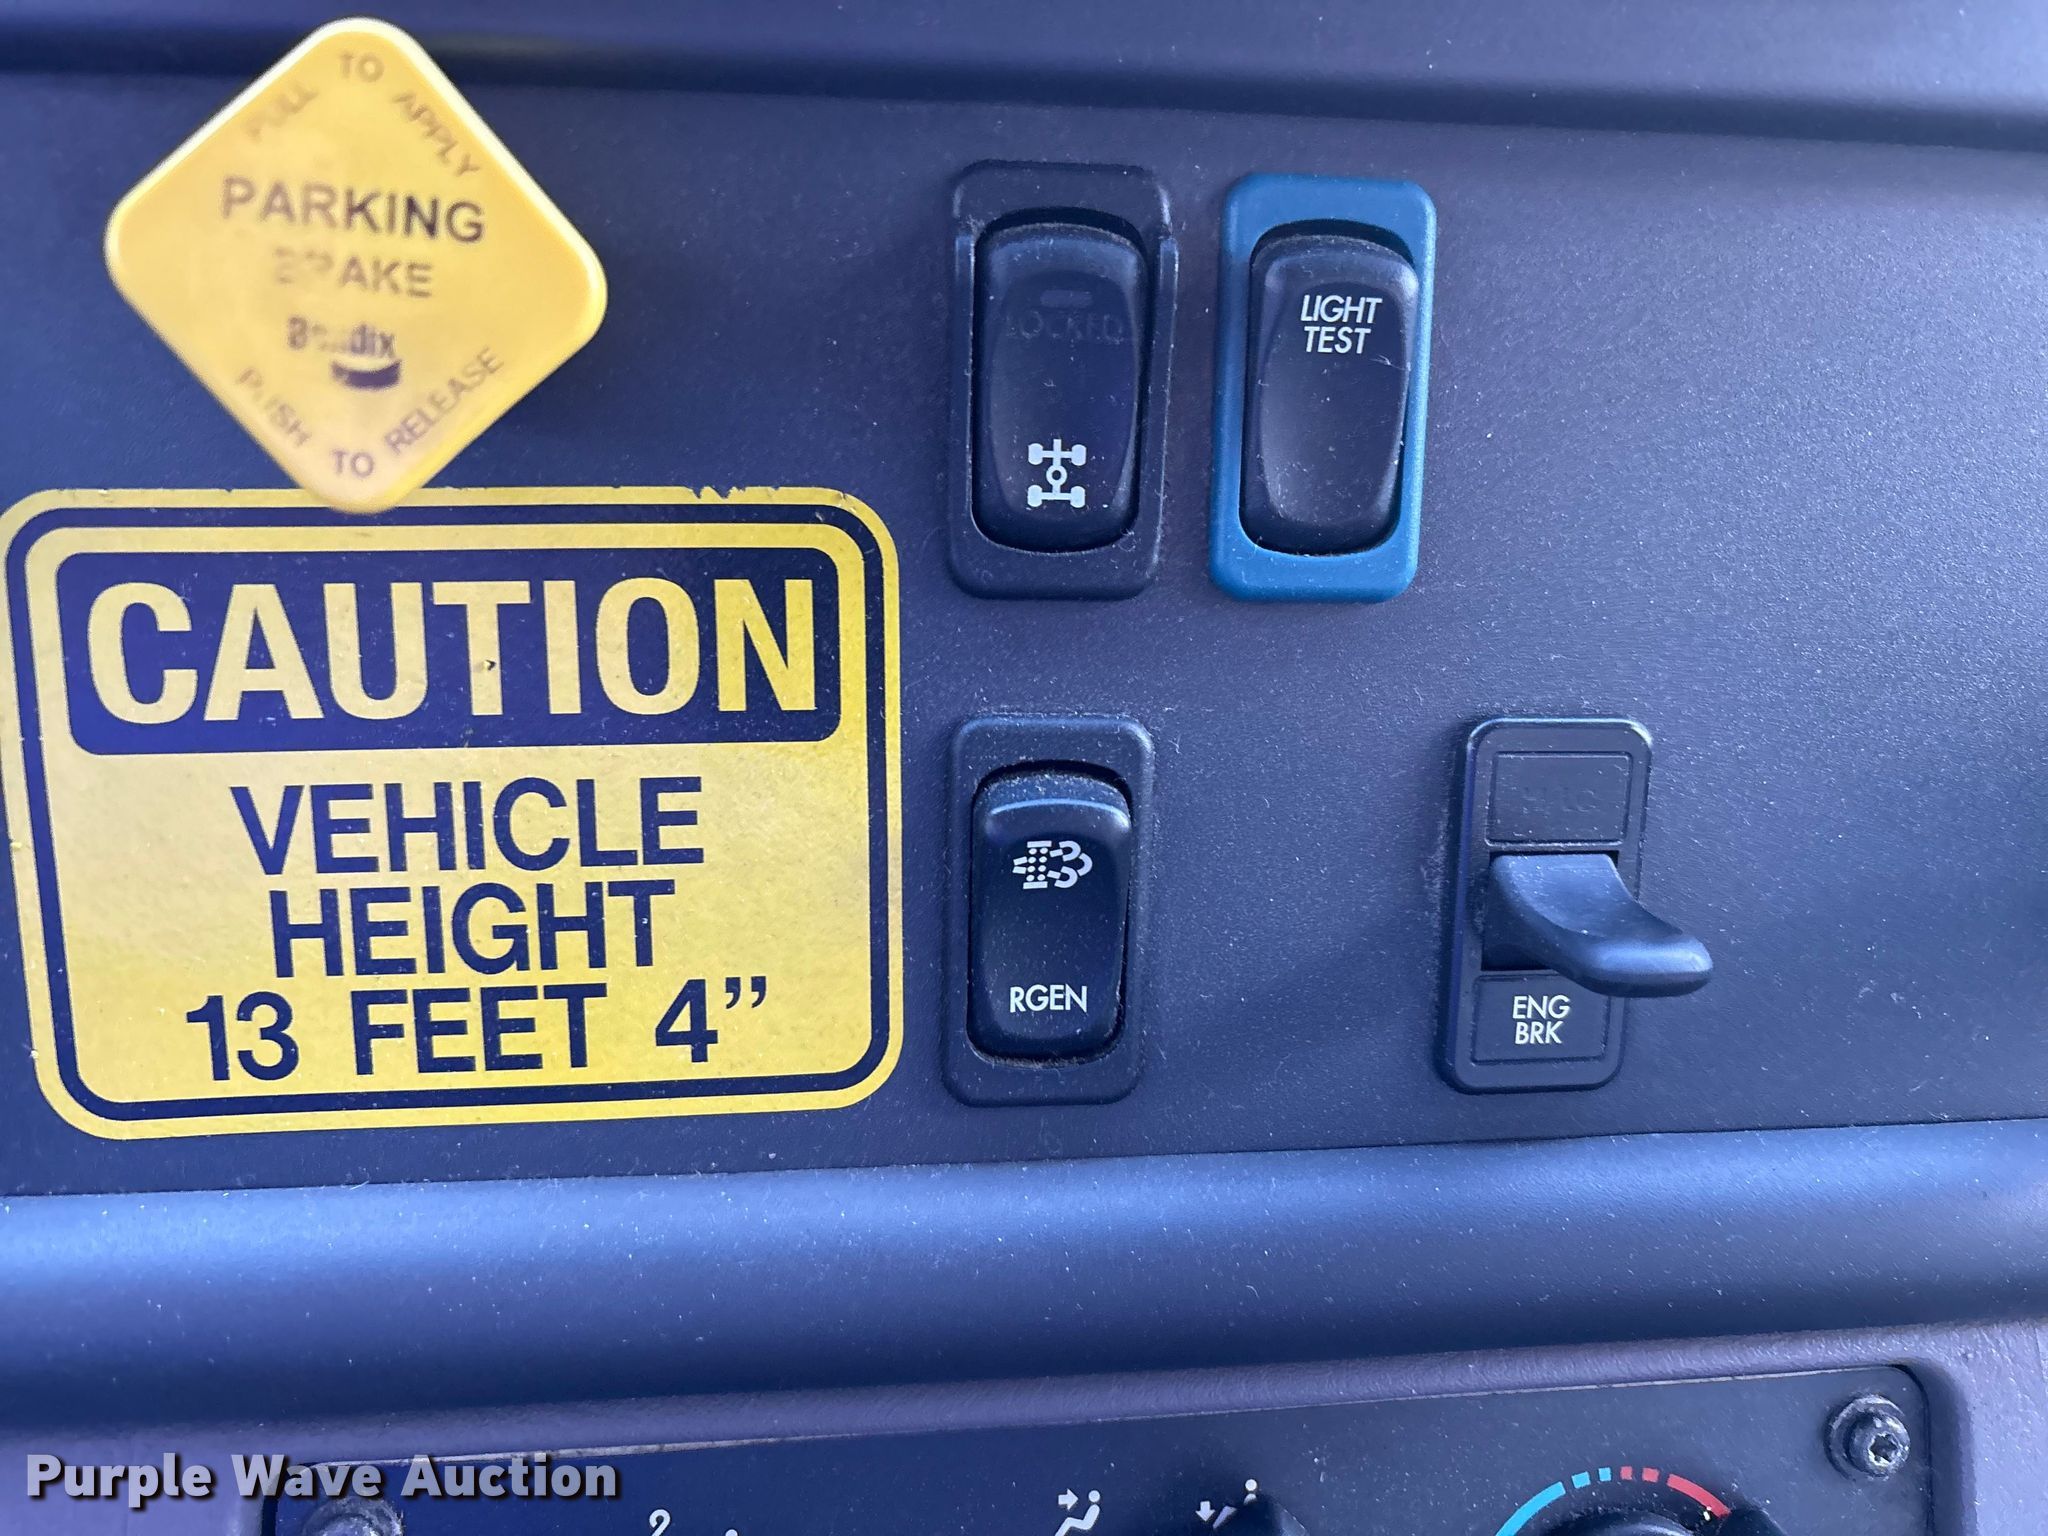 PULL TO APPLY
PARKING
BRAKE
Bendix
PUSH TO RELEASE
CAUTION
VEHICLE
HEIGHT
13 FEET 4”
LIGHT
TEST
RGEN
ENG
BRK
Purple Wave Auction